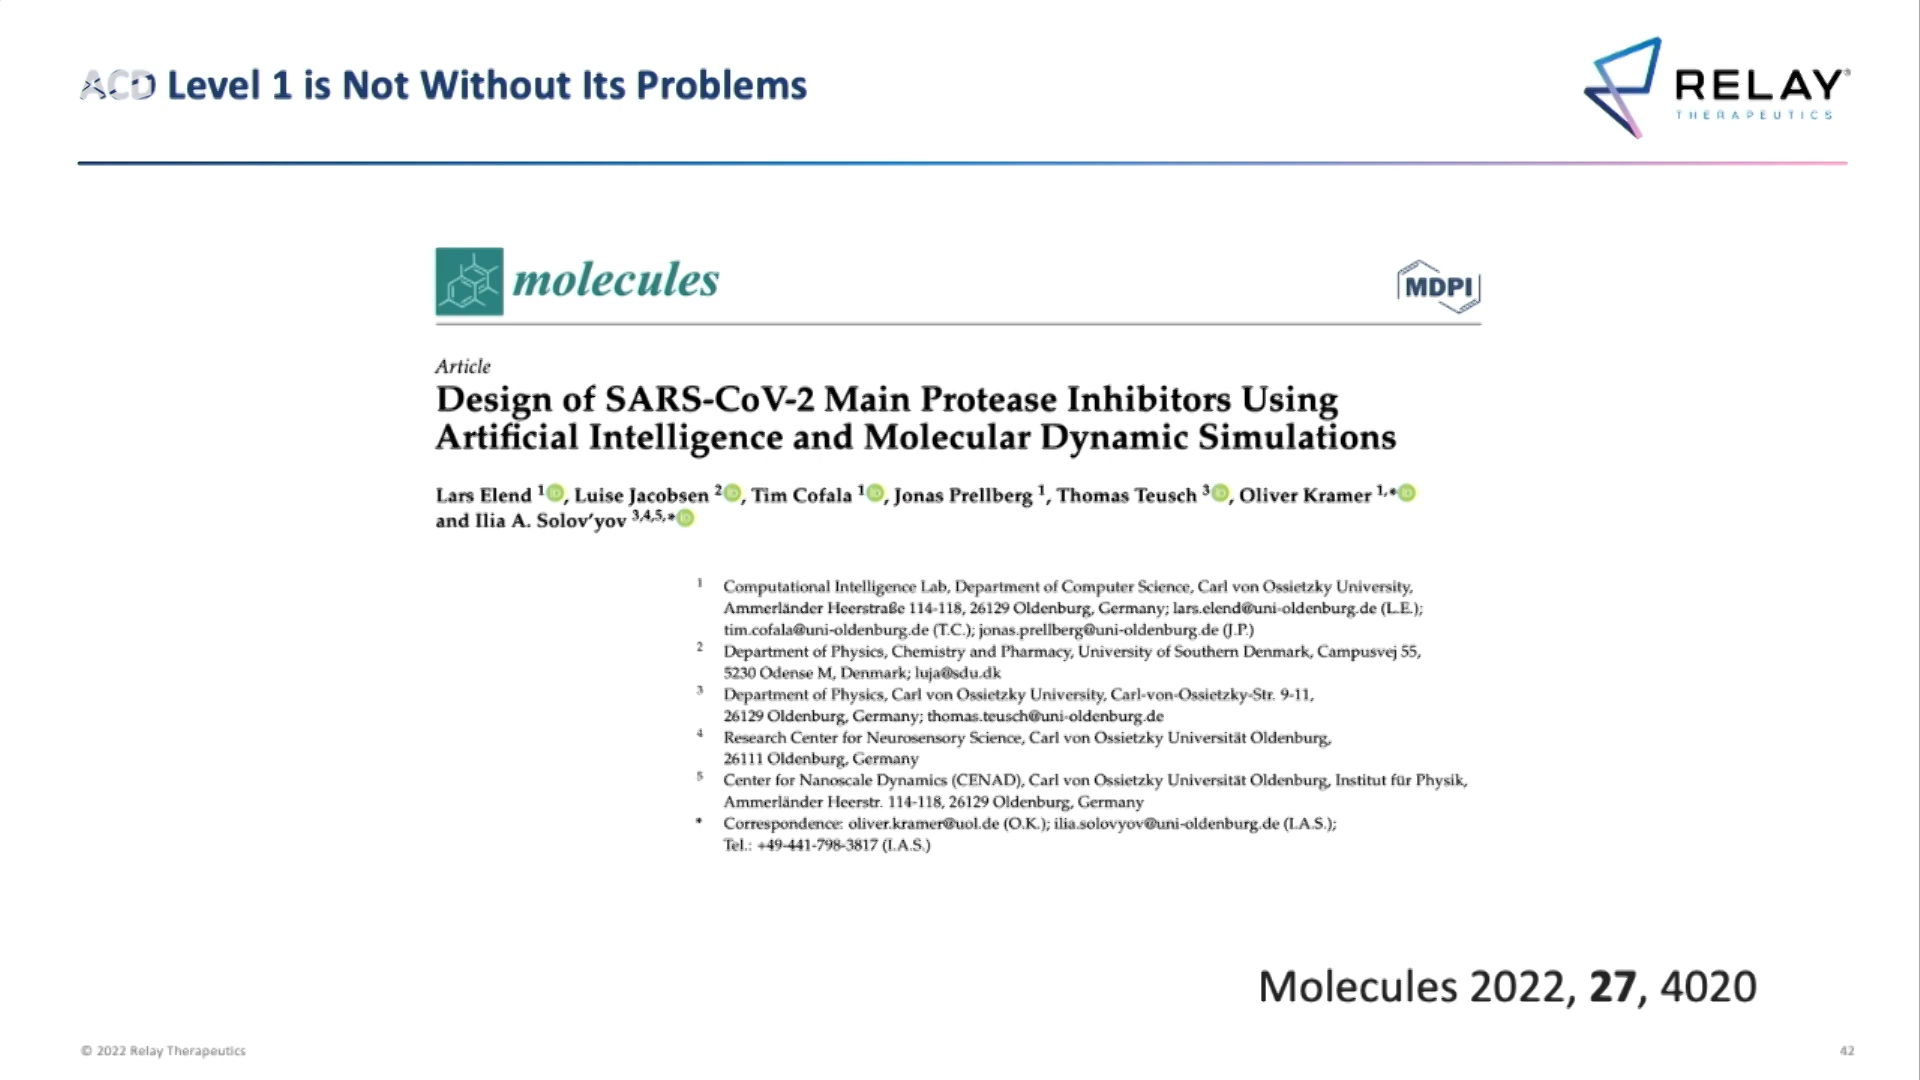 ACD Level 1 is Not Without Its Problems
RELAY®
THERAPEUTICS
molecules
MDPI
Article
Design of SARS-CoV-2 Main Protease Inhibitors Using
Artificial Intelligence and Molecular Dynamic Simulations
Lars Elend 1, Luise Jacobsen 2, Tim Cofala 1, Jonas Prellberg 1, Thomas Teusch 3, Oliver Kramer 1,*
and Ilia A. Solov'yov 3,4,5,*
1 Computational Intelligence Lab, Department of Computer Science, Carl von Ossietzky University,
Ammerländer Heerstraße 114-118, 26129 Oldenburg, Germany; lars.elend@uni-oldenburg.de (L.E.);
tim.cofala@uni-oldenburg.de (T.C.); jonas.prellberg@uni-oldenburg.de (J.P.)
2 Department of Physics, Chemistry and Pharmacy, University of Southern Denmark, Campusvej 55,
5230 Odense M, Denmark; luja@sdu.dk
3 Department of Physics, Carl von Ossietzky University, Carl-von-Ossietzky-Str. 9-11,
26129 Oldenburg, Germany; thomas.teusch@uni-oldenburg.de
4 Research Center for Neurosensory Science, Carl von Ossietzky Universität Oldenburg,
26111 Oldenburg, Germany
5 Center for Nanoscale Dynamics (CENAD), Carl von Ossietzky Universität Oldenburg, Institut für Physik,
Ammerländer Heerstr. 114-118, 26129 Oldenburg, Germany
* Correspondence: oliver.kramer@uol.de (O.K.); ilia.solovyov@uni-oldenburg.de (I.A.S.);
Tel.: +49-441-798-3817 (I.A.S.)
Molecules 2022, 27, 4020
© 2022 Relay Therapeutics
42